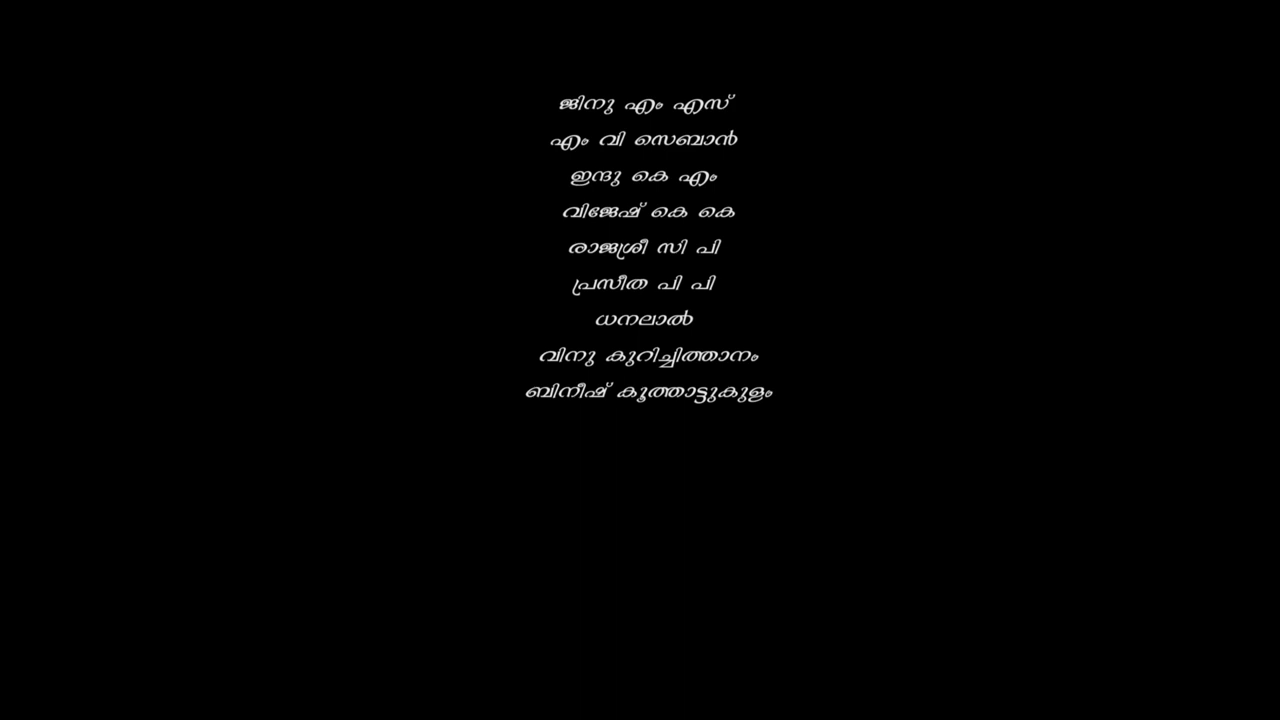 ജിനു എം എസ്
എം വി സെബാൻ
ഇന്ദു കെ എം
വിജേഷ് കെ കെ
രാജശ്രീ സി പി
പ്രസീത പി പി
ധനലാൽ
വിനു കുറിച്ചിത്താനം
ബിനീഷ് കൂത്താട്ടുകുളം